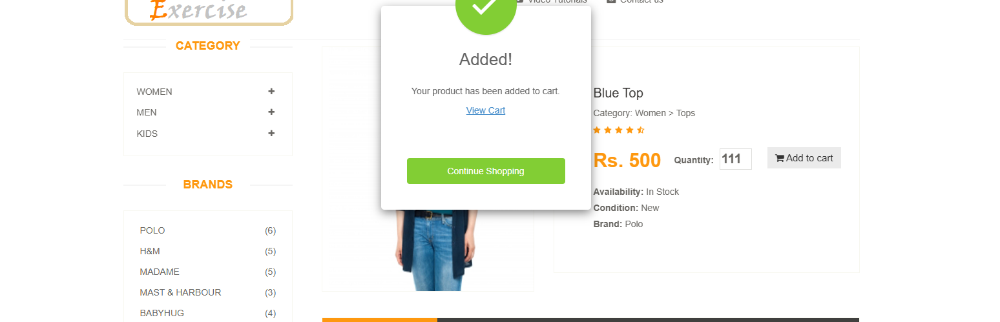 Exercise
Video Tutorials
Contact us
CATEGORY
WOMEN
MEN
KIDS
BRANDS
POLO (6)
H&M (5)
MADAME (5)
MAST & HARBOUR (3)
BABYHUG (4)
Added!
Your product has been added to cart.
View Cart
Continue Shopping
Blue Top
Category: Women > Tops
Rs. 500 Quantity: 111 Add to cart
Availability: In Stock
Condition: New
Brand: Polo